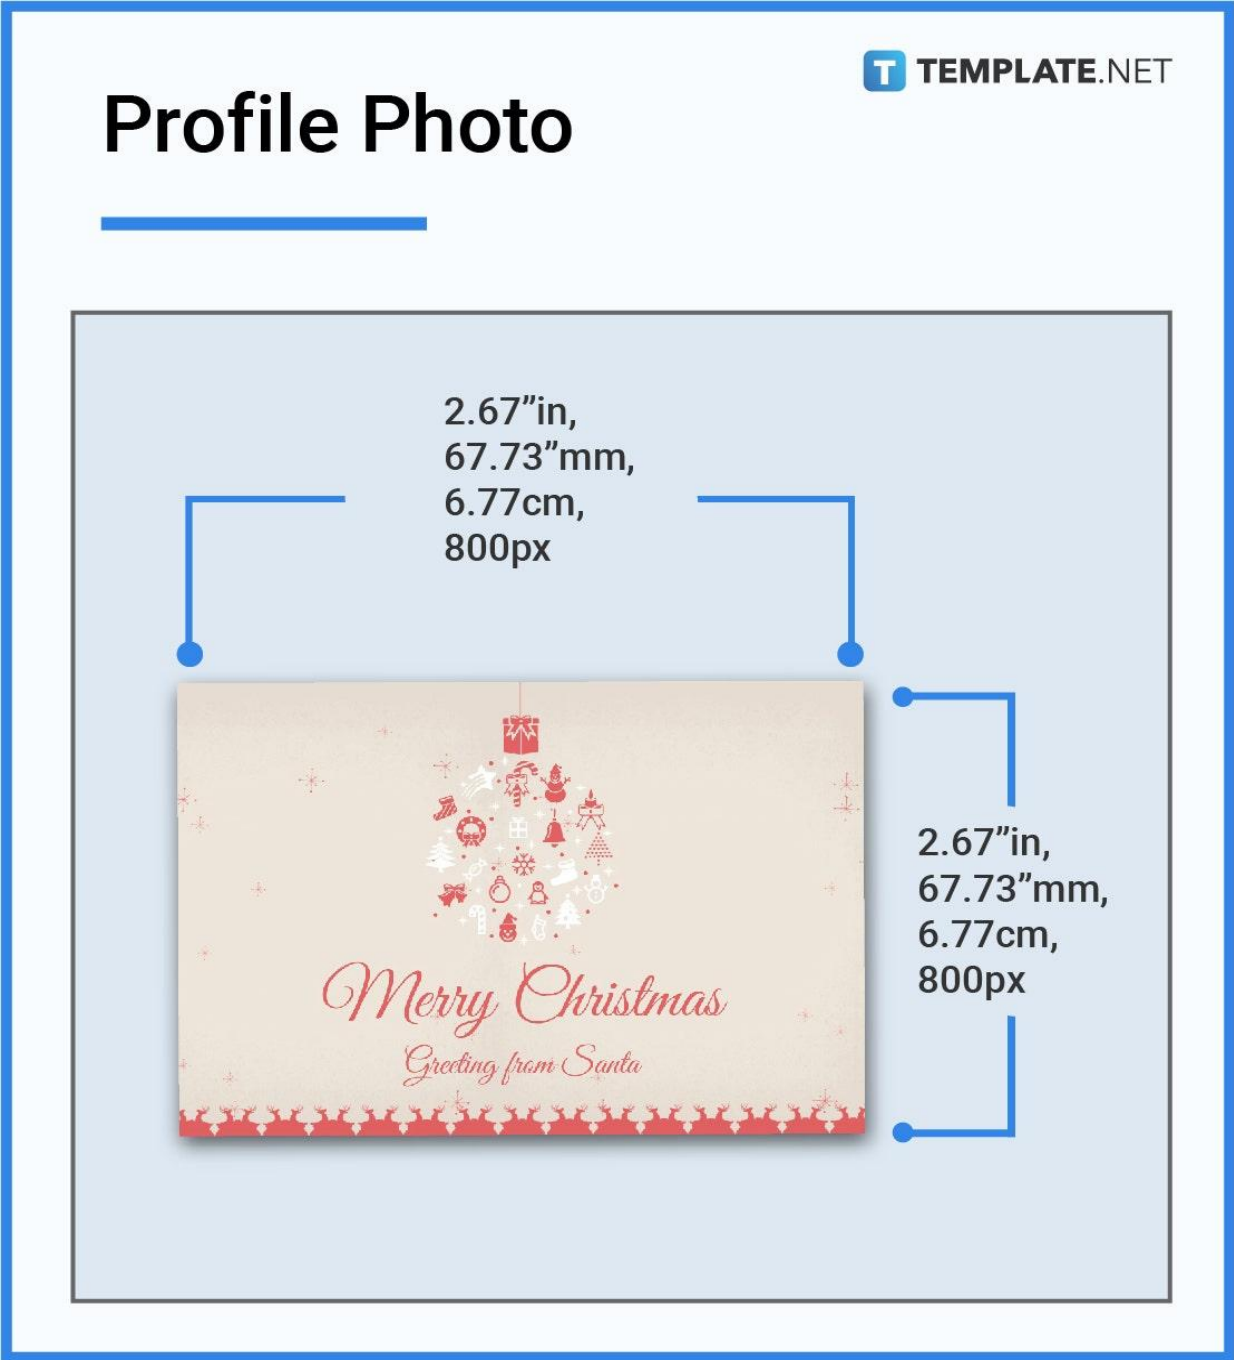 T TEMPLATE.NET
Profile Photo
2.67”in,
67.73”mm,
6.77cm,
800px
2.67”in,
67.73”mm,
6.77cm,
800px
Merry Christmas
Greeting from Santa